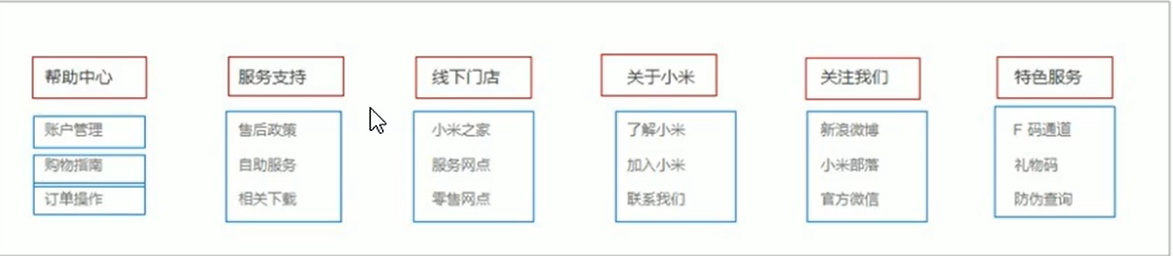 帮助中心 服务支持 线下门店 关于小米 关注我们 特色服务
账户管理 售后政策 小米之家 了解小米 新浪微博 F 码通道
购物指南 自助服务 服务网点 加入小米 小米部落 礼物码
订单操作 相关下载 零售网点 联系我们 官方微信 防伪查询